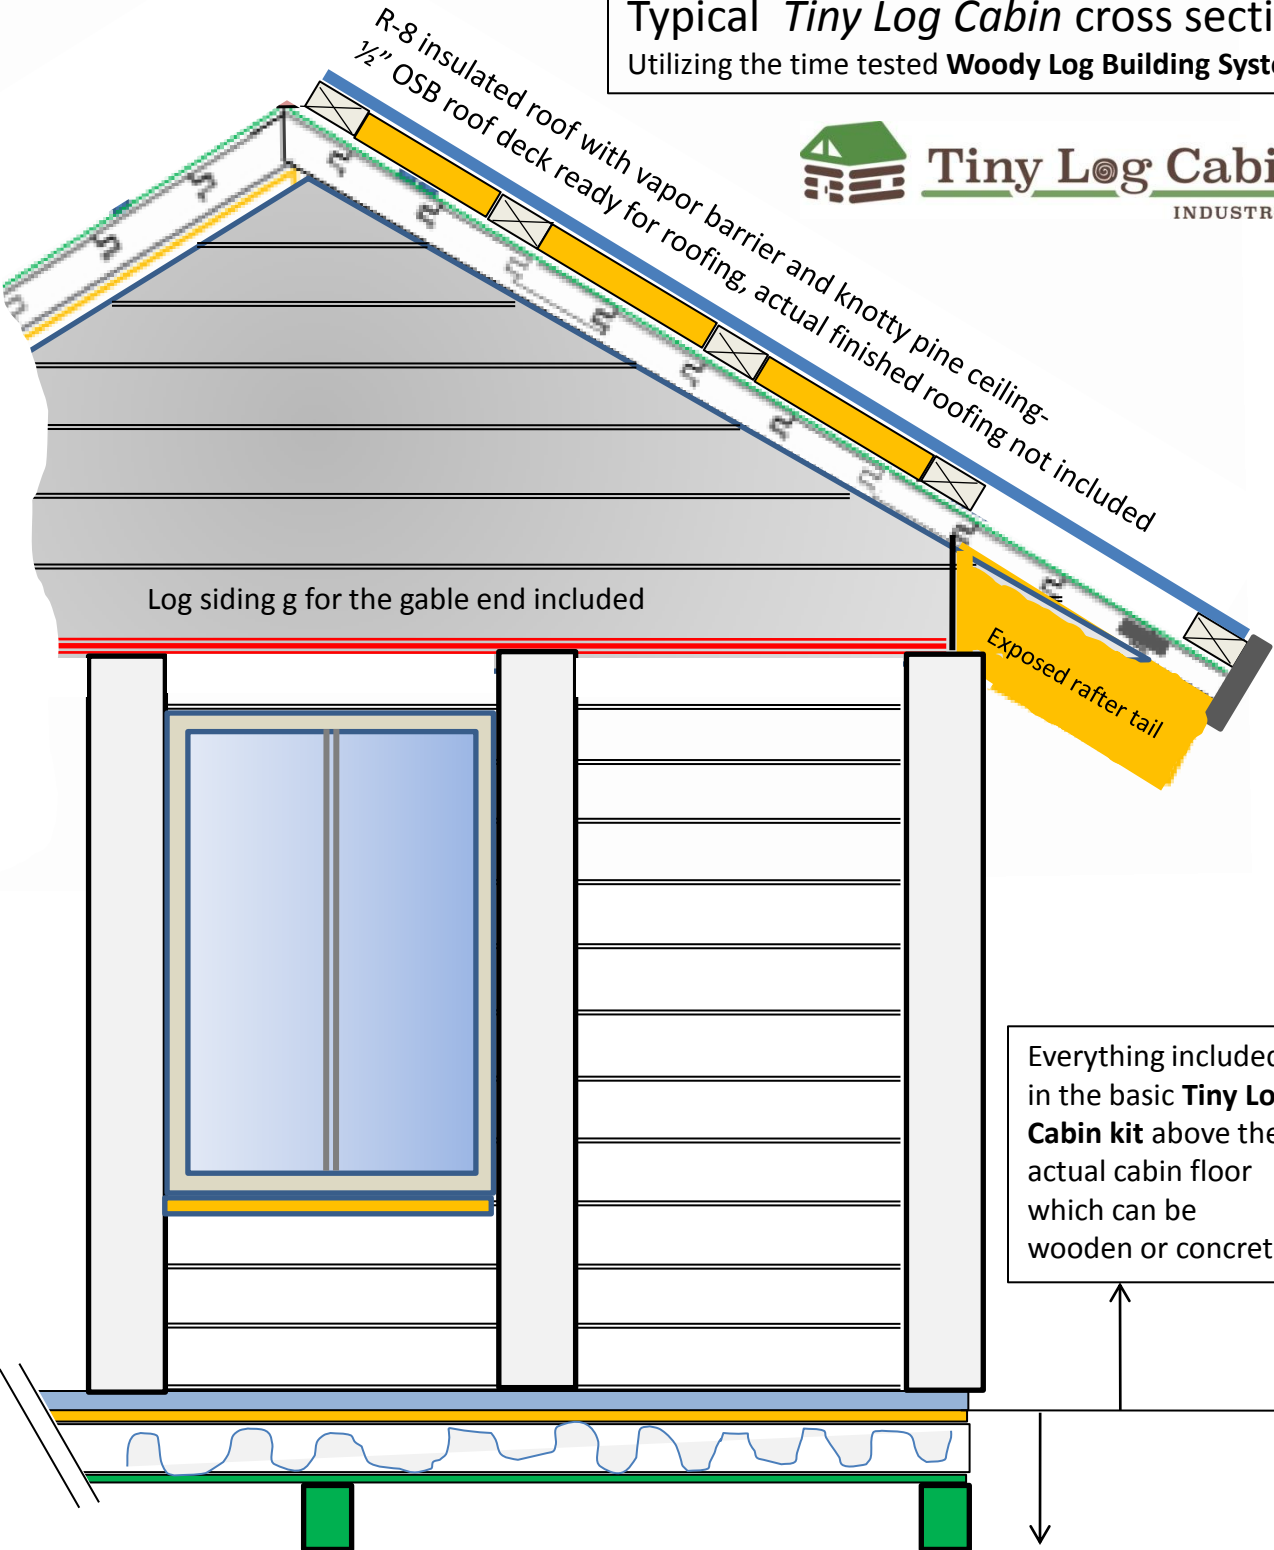 Typical Tiny Log Cabin cross secti
Utilizing the time tested Woody Log Building Syste
Tiny Log Cabi
INDUSTR
R-8 insulated roof with vapor barrier and knotty pine ceiling-
½” OSB roof deck ready for roofing, actual finished roofing not included
Log siding g for the gable end included
Exposed rafter tail
Everything included
in the basic Tiny Lo
Cabin kit above the
actual cabin floor
which can be
wooden or concret